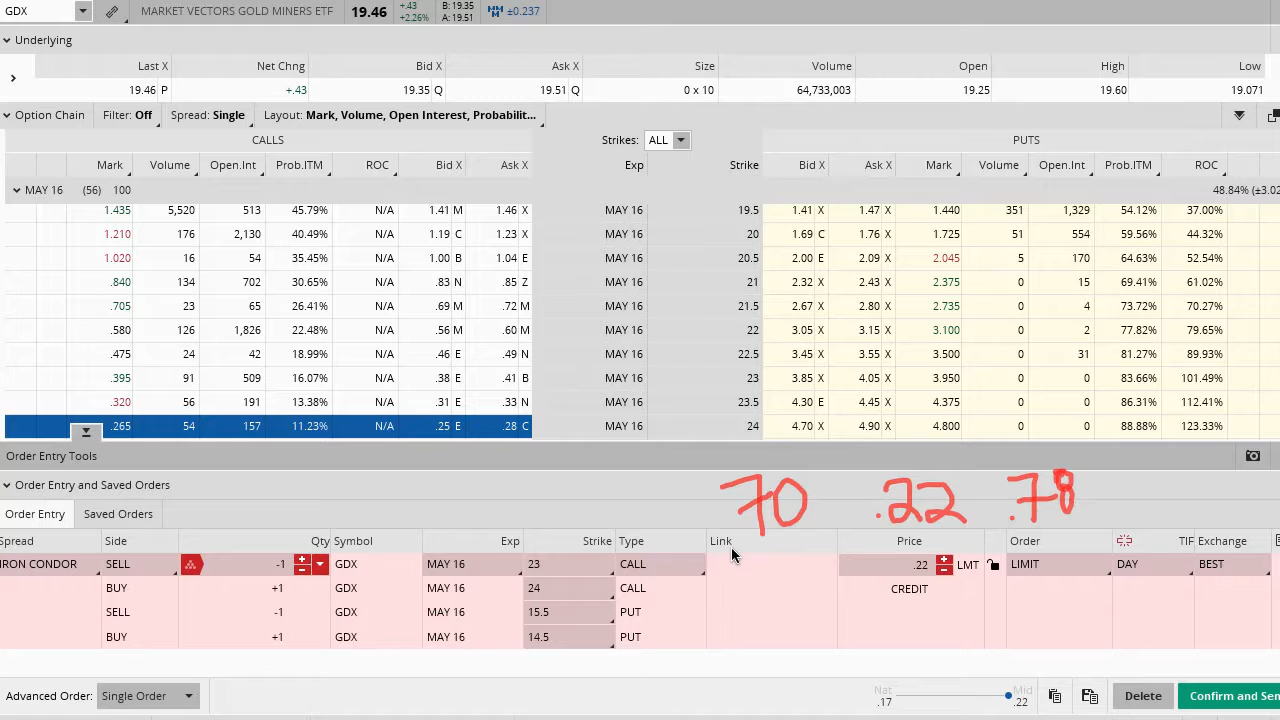 GDX MARKET VECTORS GOLD MINERS ETF 19.46 +.43 +2.26% B: 19.35 A: 19.51 ±0.237
Underlying
Last X Net Chng Bid X Ask X Size Volume Open High Low
19.46 P +.43 19.35 Q 19.51 Q 0 x 10 64,733,003 19.25 19.60 19.071
Option Chain Filter: Off Spread: Single Layout: Mark, Volume, Open Interest, Probabilit...
CALLS Strikes: ALL PUTS
Mark Volume Open.Int Prob.ITM ROC Bid X Ask X Exp Strike Bid X Ask X Mark Volume Open.Int Prob.ITM ROC
MAY 16 (56) 100 48.84% (±3.02
1.435 5,520 513 45.79% N/A 1.41 M 1.46 X MAY 16 19.5 1.41 X 1.47 X 1.440 351 1,329 54.12% 37.00%
1.210 176 2,130 40.49% N/A 1.19 C 1.23 X MAY 16 20 1.69 C 1.76 X 1.725 51 554 59.56% 44.32%
1.020 16 54 35.45% N/A 1.00 B 1.04 E MAY 16 20.5 2.00 E 2.09 X 2.045 5 170 64.63% 52.54%
.840 134 702 30.65% N/A .83 N .85 Z MAY 16 21 2.32 X 2.43 X 2.375 0 15 69.41% 61.02%
.705 23 65 26.41% N/A .69 M .72 M MAY 16 21.5 2.67 X 2.80 X 2.735 0 4 73.72% 70.27%
.580 126 1,826 22.48% N/A .56 M .60 M MAY 16 22 3.05 X 3.15 X 3.100 0 2 77.82% 79.65%
.475 24 42 18.99% N/A .46 E .49 N MAY 16 22.5 3.45 X 3.55 X 3.500 0 31 81.27% 89.93%
.395 91 509 16.07% N/A .38 E .41 B MAY 16 23 3.85 X 4.05 X 3.950 0 0 83.66% 101.49%
.320 56 191 13.38% N/A .31 E .33 N MAY 16 23.5 4.30 E 4.45 X 4.375 0 0 86.31% 112.41%
.265 54 157 11.23% N/A .25 E .28 C MAY 16 24 4.70 X 4.90 X 4.800 0 0 88.88% 123.33%
Order Entry Tools
Order Entry and Saved Orders
70 .22 .78
Order Entry Saved Orders
Spread Side Qty Symbol Exp Strike Type Link Price Order TIF Exchange
IRON CONDOR SELL -1 GDX MAY 16 23 CALL .22 LMT LIMIT DAY BEST
BUY +1 GDX MAY 16 24 CALL CREDIT
SELL -1 GDX MAY 16 15.5 PUT
BUY +1 GDX MAY 16 14.5 PUT
Advanced Order: Single Order Nat .17 Mid .22 Delete Confirm and Sen